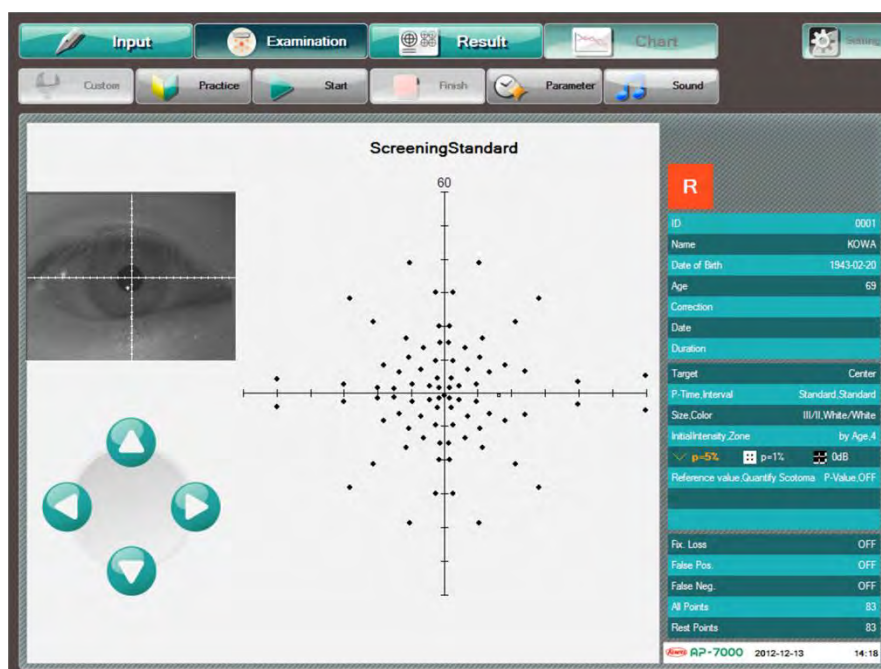 Input Examination Result Chart Setting
Custom Practice Start Finish Parameter Sound
ScreeningStandard
60
R
ID 0001
Name KOWA
Date of Birth 1943-02-20
Age 69
Correction
Date
Duration
Target Center
P-Time,Interval Standard,Standard
Size,Color III/II,White/White
InitialIntensity,Zone by Age,4
p=5% p=1% 0dB
Reference value,Quantify Scotoma P-Value,OFF
Fix. Loss OFF
False Pos. OFF
False Neg. OFF
All Points 83
Rest Points 83
Kowa AP-7000 2012-12-13 14:18